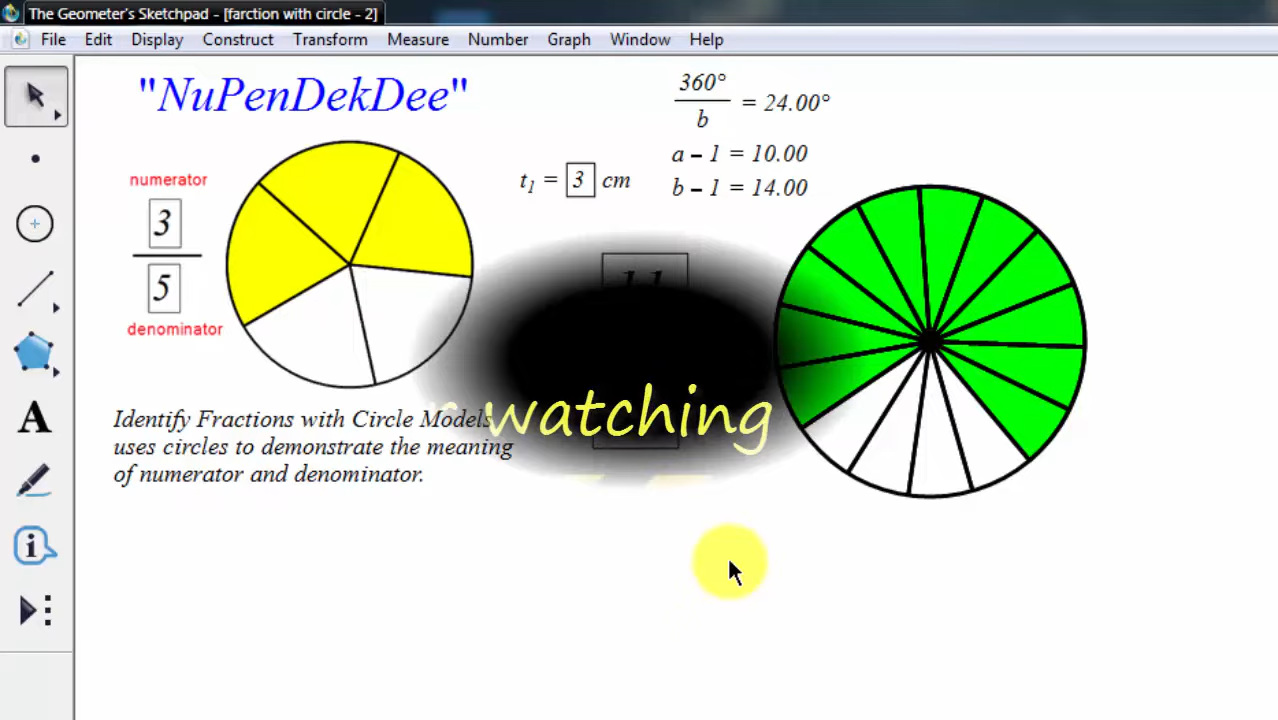 The Geometer's Sketchpad - [farction with circle - 2]
File Edit Display Construct Transform Measure Number Graph Window Help
"NuPenDekDee"
numerator
3
5
denominator
Identify Fractions with Circle Models
uses circles to demonstrate the meaning
of numerator and denominator.
t1 = 3 cm
360°
b
= 24.00°
a – 1 = 10.00
b – 1 = 14.00
11
watching
A
i